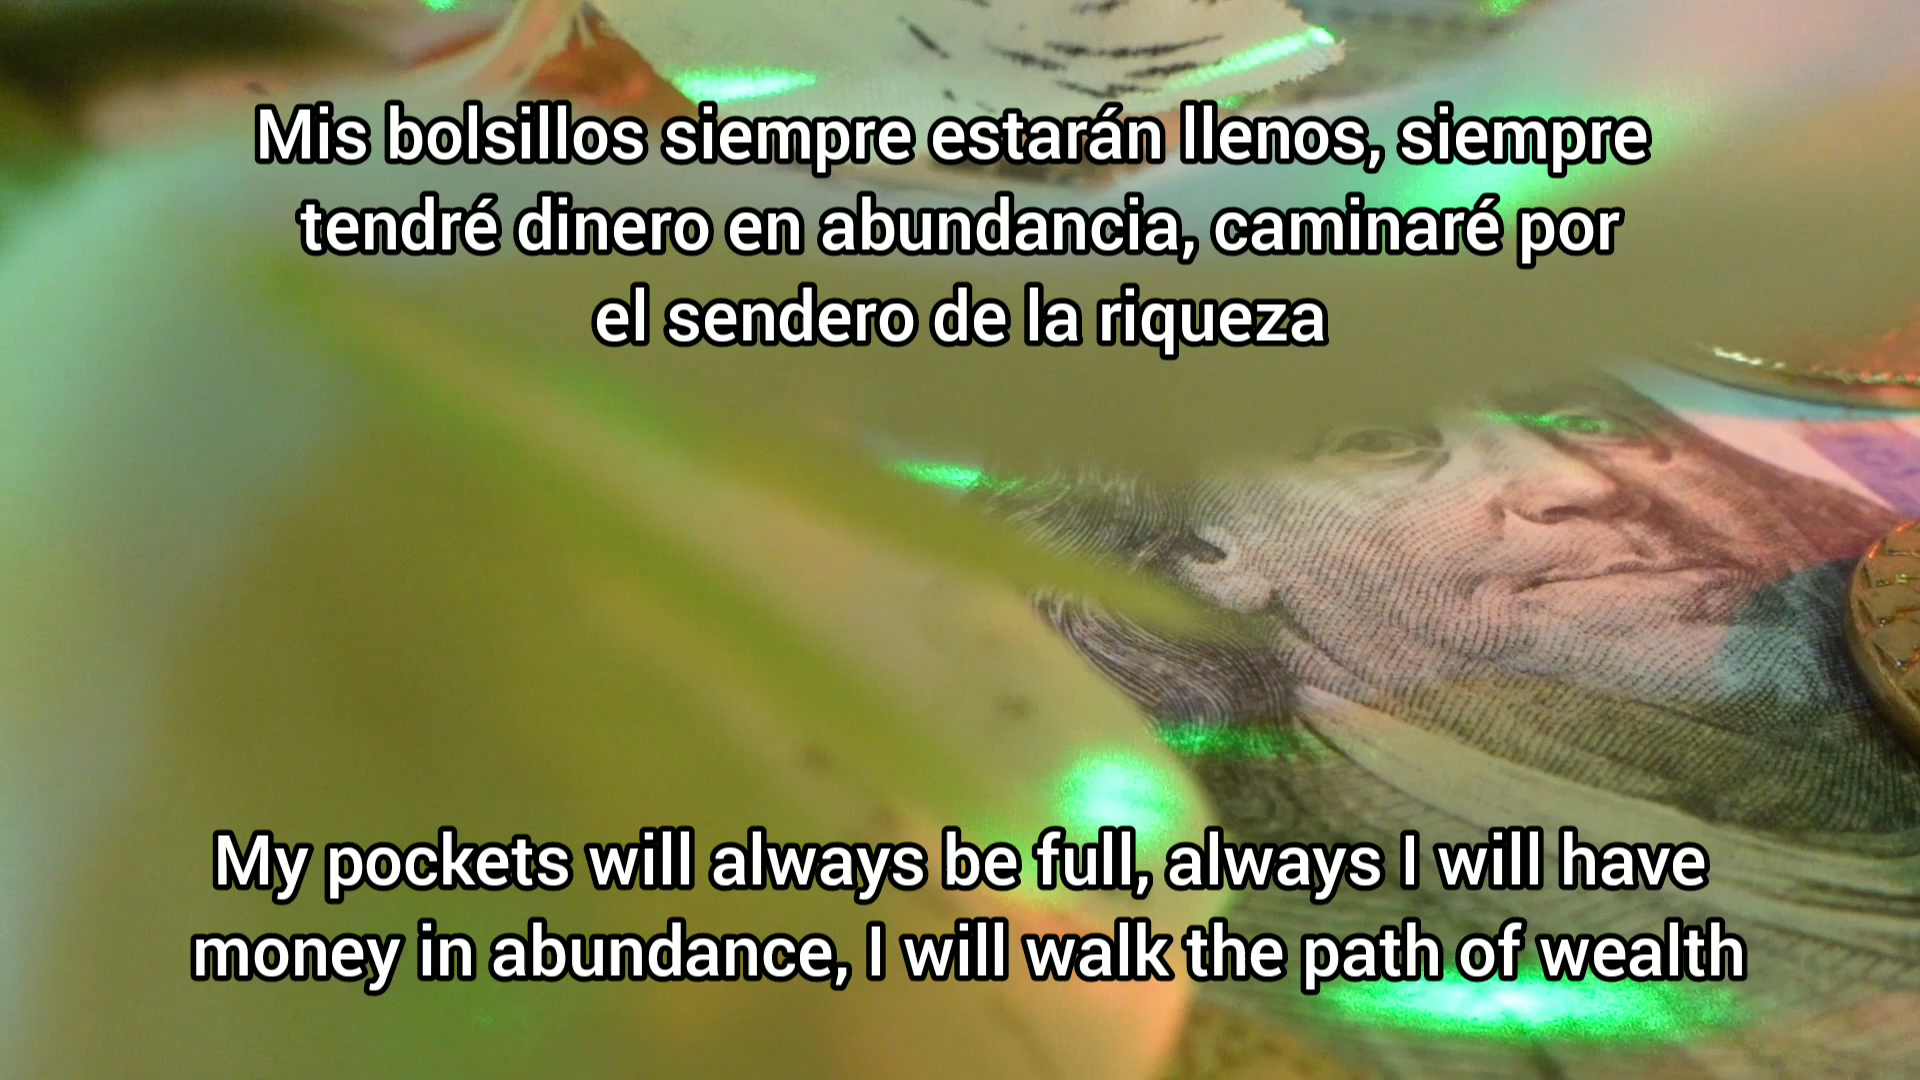 Mis bolsillos siempre estarán llenos, siempre
tendré dinero en abundancia, caminaré por
el sendero de la riqueza
My pockets will always be full, always I will have
money in abundance, I will walk the path of wealth